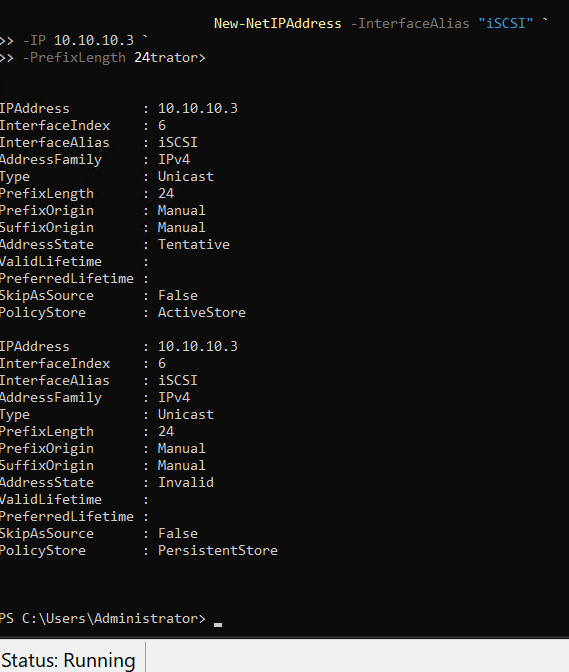 New-NetIPAddress -InterfaceAlias "iSCSI" `
>> -IP 10.10.10.3 `
>> -PrefixLength 24trator>
IPAddress : 10.10.10.3
InterfaceIndex : 6
InterfaceAlias : iSCSI
AddressFamily : IPv4
Type : Unicast
PrefixLength : 24
PrefixOrigin : Manual
SuffixOrigin : Manual
AddressState : Tentative
ValidLifetime :
PreferredLifetime :
SkipAsSource : False
PolicyStore : ActiveStore
IPAddress : 10.10.10.3
InterfaceIndex : 6
InterfaceAlias : iSCSI
AddressFamily : IPv4
Type : Unicast
PrefixLength : 24
PrefixOrigin : Manual
SuffixOrigin : Manual
AddressState : Invalid
ValidLifetime :
PreferredLifetime :
SkipAsSource : False
PolicyStore : PersistentStore
PS C:\Users\Administrator> _
Status: Running